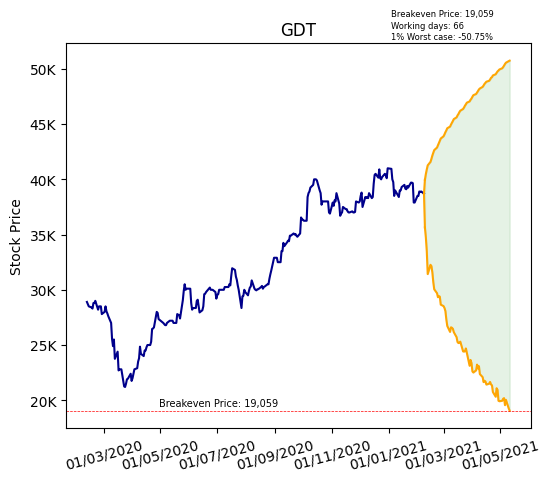 Breakeven Price: 19,059
Working days: 66
1% Worst case: -50.75%
GDT
Stock Price
50K
45K
40K
35K
30K
25K
20K
Breakeven Price: 19,059
01/03/2020
01/05/2020
01/07/2020
01/09/2020
01/11/2020
01/01/2021
01/03/2021
01/05/2021